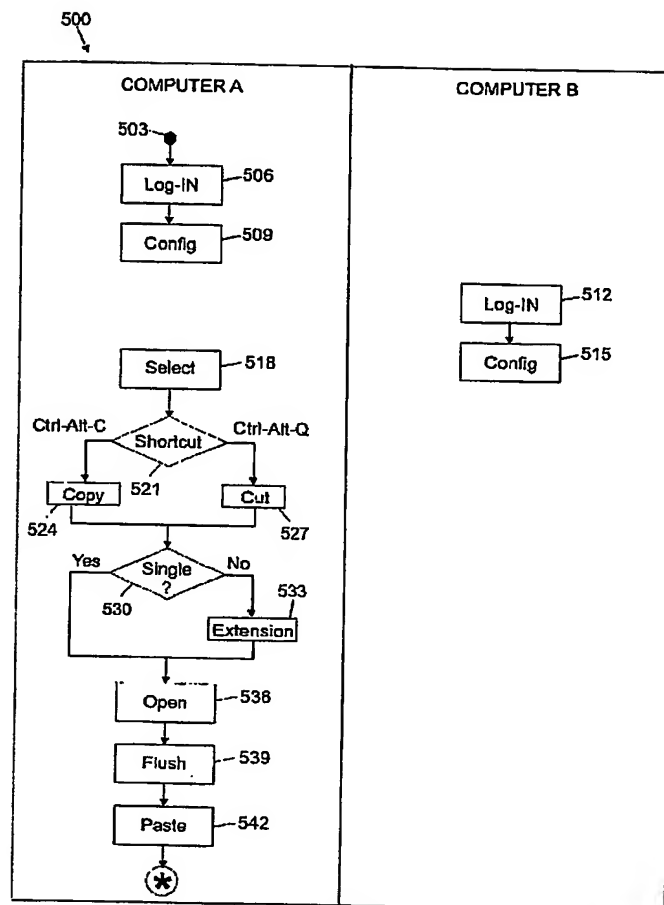 500
COMPUTER A
COMPUTER B
503
Log-IN
506
Config
509
Log-IN
512
Config
515
Select
518
Ctrl-Alt-C
Ctrl-Alt-Q
Shortcut
521
Copy
524
Cut
527
Yes
Single
?
No
530
533
Extension
Open
536
Flush
539
Paste
542
*